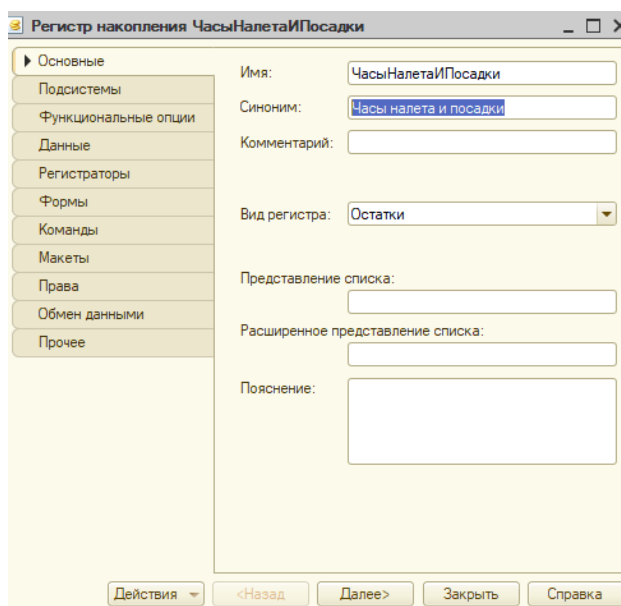 Регистр накопления ЧасыНалетаИПосадки
Основные
Подсистемы
Функциональные опции
Данные
Регистраторы
Формы
Команды
Макеты
Права
Обмен данными
Прочее
Имя: ЧасыНалетаИПосадки
Синоним: Часы налета и посадки
Комментарий:
Вид регистра: Остатки
Представление списка:
Расширенное представление списка:
Пояснение:
Действия <Назад Далее> Закрыть Справка